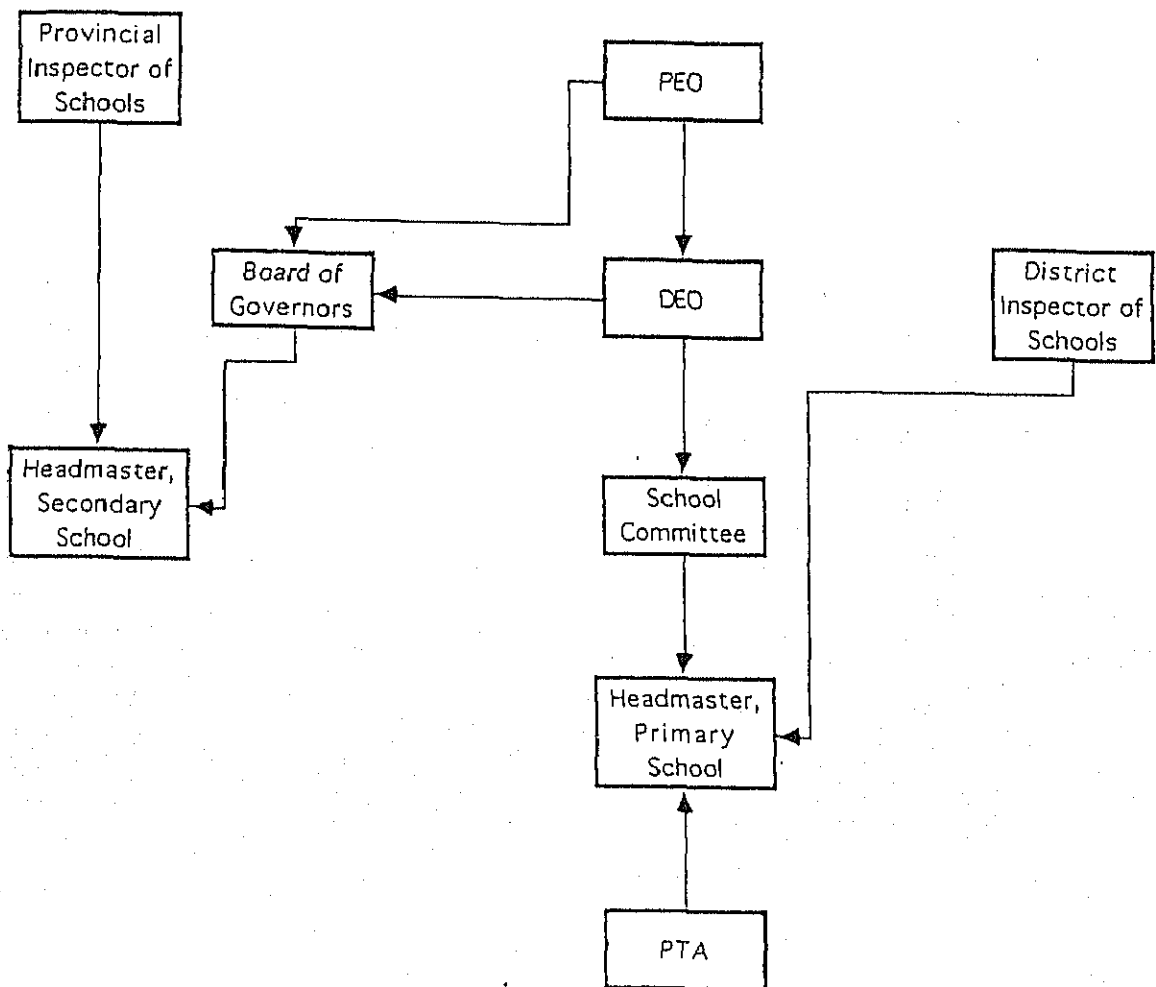 Provincial
Inspector of
Schools
PEO
Board of
Governors
DEO
District
Inspector of
Schools
Headmaster,
Secondary
School
School
Committee
Headmaster,
Primary
School
PTA